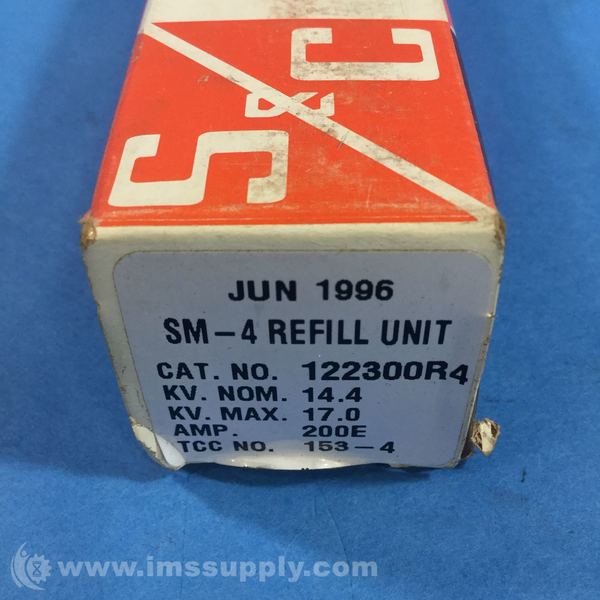 S & C
JUN 1996
SM-4 REFILL UNIT
CAT. NO. 122300R4
KV. NOM. 14.4
KV. MAX. 17.0
AMP. 200E
TCC NO. 153-4
www.imssupply.com